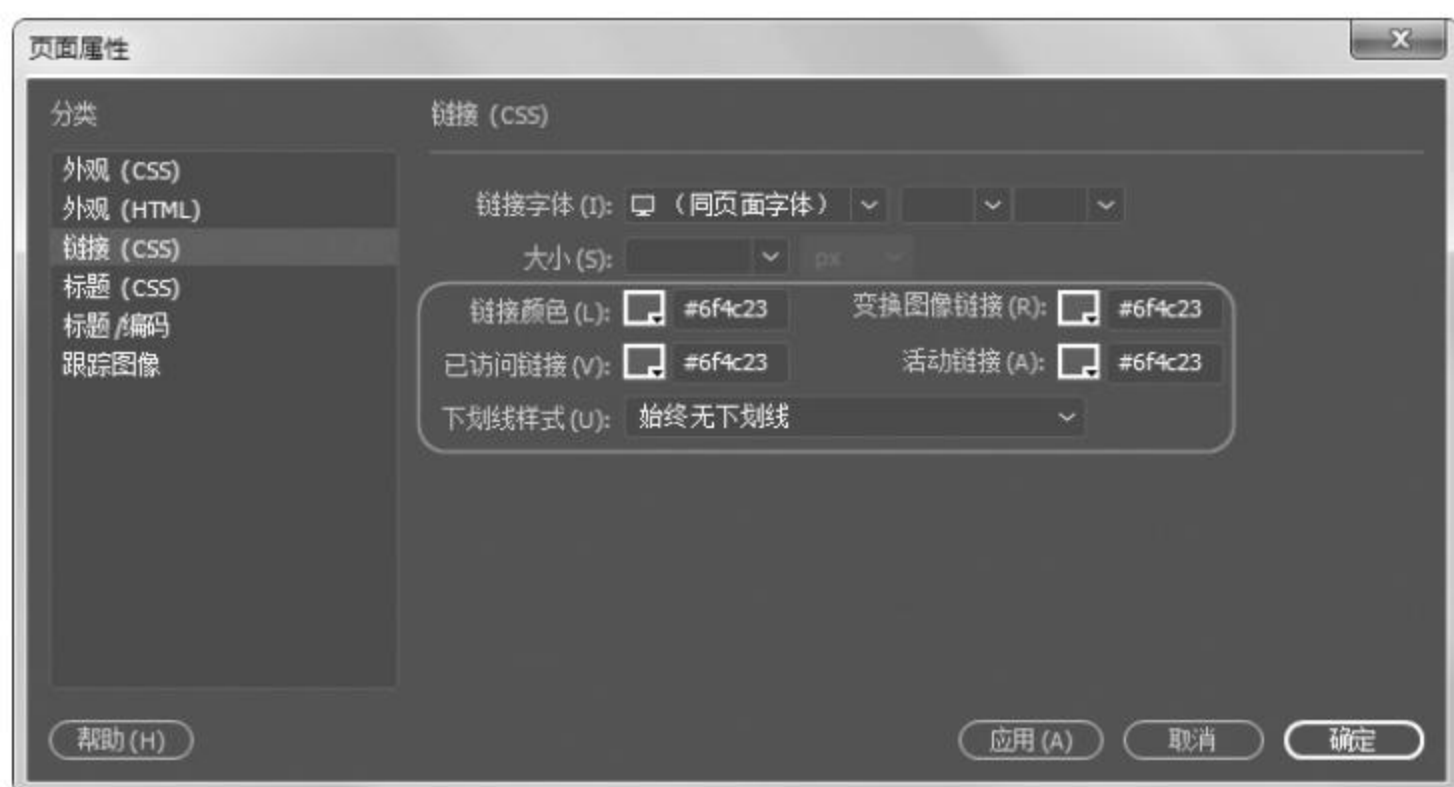 页面属性
分类
外观 (CSS)
外观 (HTML)
链接 (CSS)
标题 (CSS)
标题/编码
跟踪图像
链接 (CSS)
链接字体(I): (同页面字体)
大小(S): px
链接颜色(L): #6f4c23 变换图像链接(R): #6f4c23
已访问链接(V): #6f4c23 活动链接(A): #6f4c23
下划线样式(U): 始终无下划线
帮助(H) 应用(A) 取消 确定